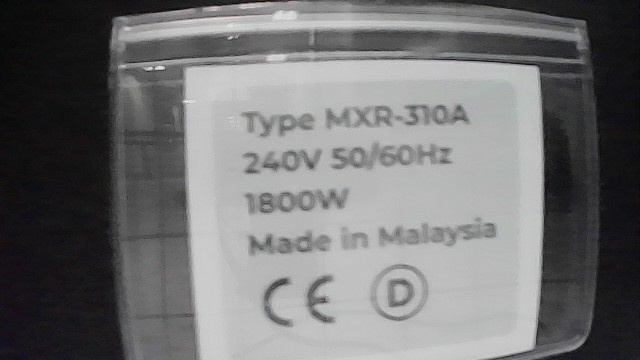 Type MXR-310A
240V 50/60Hz
1800W
Made in Malaysia
CE D